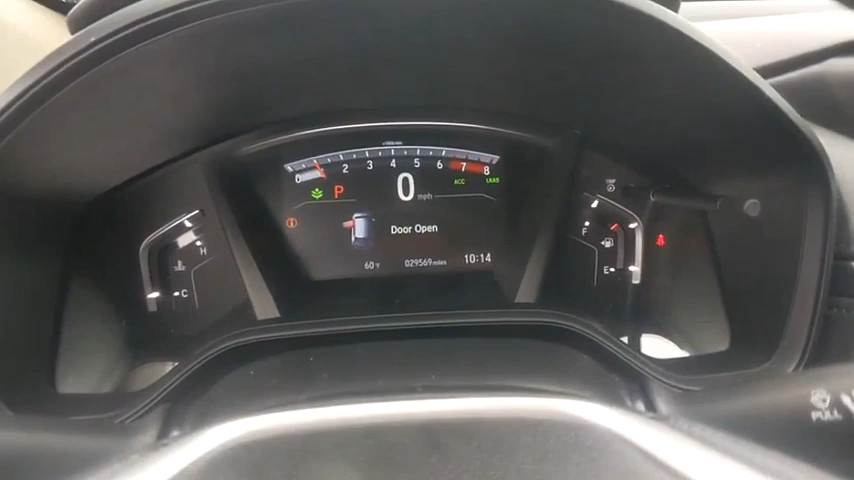 0 2 3 4 5 6 7 8
P 0 mph ACC LKAS
Door Open
60°F 029569 miles 10:14
H
C
TRIP
F
E
PULL